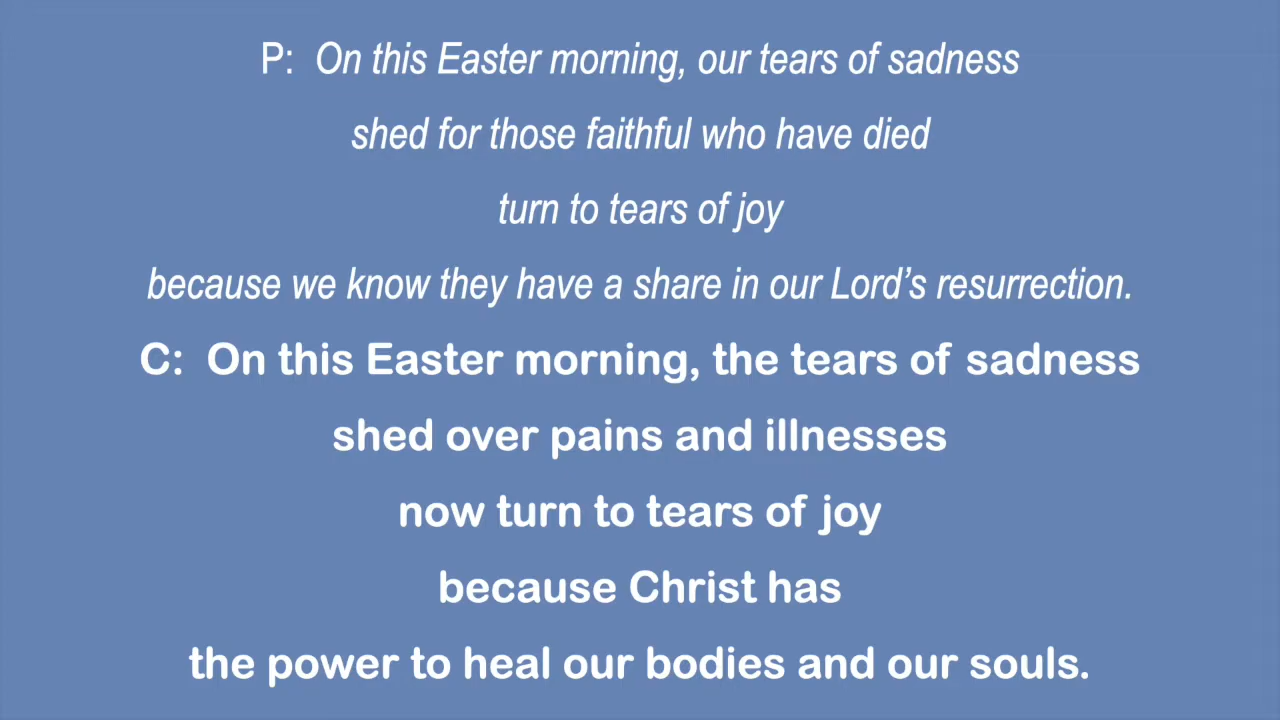 P: On this Easter morning, our tears of sadness
shed for those faithful who have died
turn to tears of joy
because we know they have a share in our Lord’s resurrection.
C: On this Easter morning, the tears of sadness
shed over pains and illnesses
now turn to tears of joy
because Christ has
the power to heal our bodies and our souls.